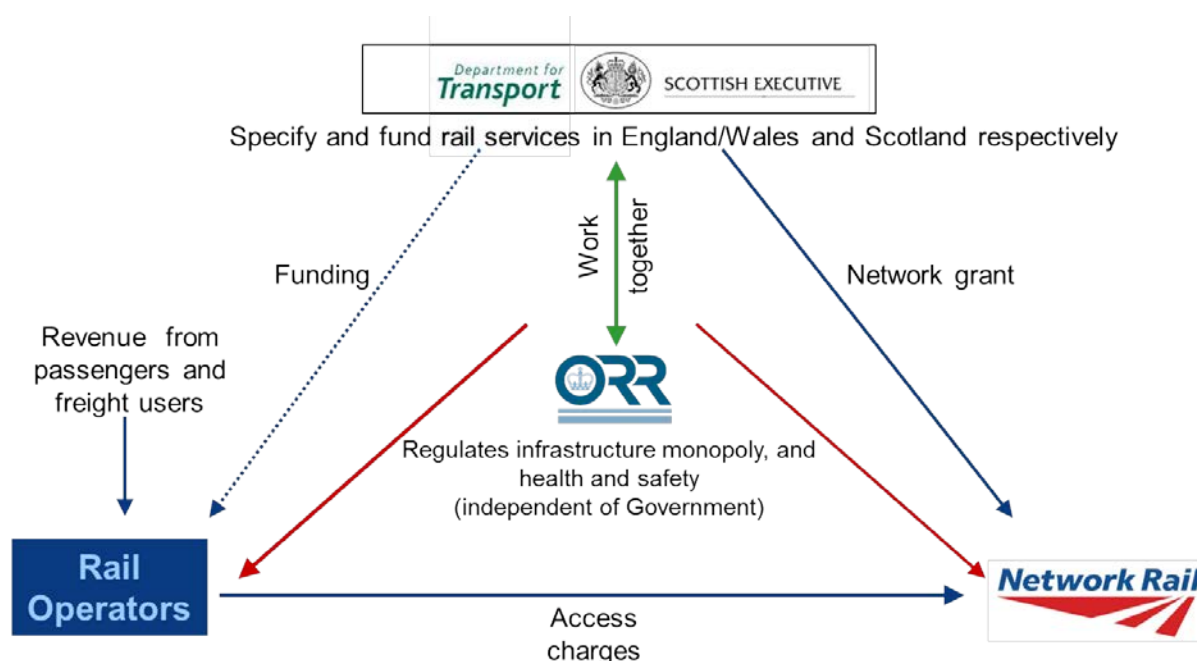 Department for
Transport
SCOTTISH EXECUTIVE
Specify and fund rail services in England/Wales and Scotland respectively
Work
together
Funding
Network grant
Revenue from
passengers and
freight users
ORR
Regulates infrastructure monopoly, and
health and safety
(independent of Government)
Rail
Operators
Network Rail
Access
charges